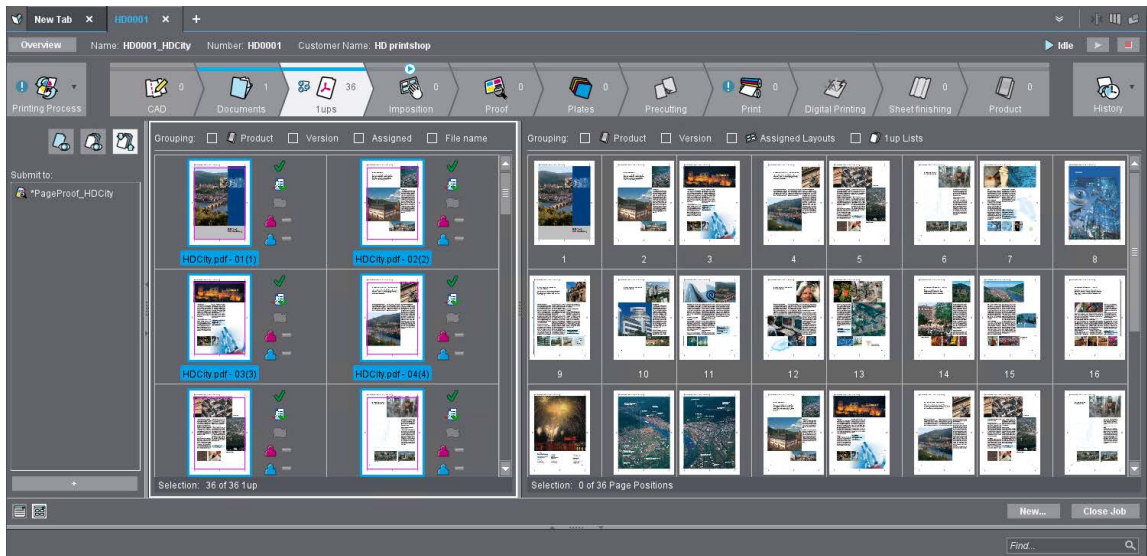 New Tab × HD0001 × +
Overview Name: HD0001_HDCity Number: HD0001 Customer Name: HD printshop Idle
Printing Process CAD 0 Documents 1 1ups 36 Imposition 0 Proof 0 Plates 0 Precutting 0 Print 0 Digital Printing 0 Sheet finishing 0 Product 0 History
Grouping: Product Version Assigned File name
Grouping: Product Version Assigned Layouts 1up Lists
Submit to:
*PageProof_HDCity
HDCity.pdf - 01(1) HDCity.pdf - 02(2)
1 2 3 4 5 6 7 8
HDCity.pdf - 03(3) HDCity.pdf - 04(4)
9 10 11 12 13 14 15 16
+
Selection: 36 of 36 1up
Selection: 0 of 36 Page Positions
New... Close Job
Find...